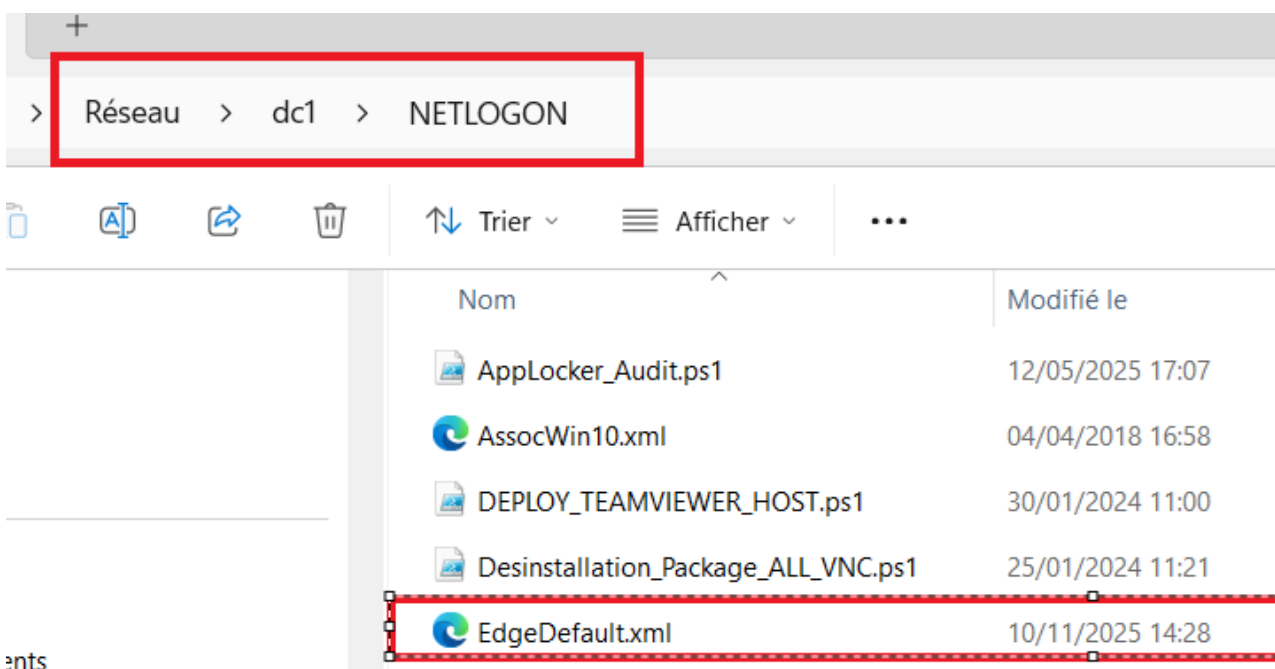 Réseau > dc1 > NETLOGON
Trier Afficher
Nom Modifié le
AppLocker_Audit.ps1 12/05/2025 17:07
AssocWin10.xml 04/04/2018 16:58
DEPLOY_TEAMVIEWER_HOST.ps1 30/01/2024 11:00
Desinstallation_Package_ALL_VNC.ps1 25/01/2024 11:21
EdgeDefault.xml 10/11/2025 14:28
ents